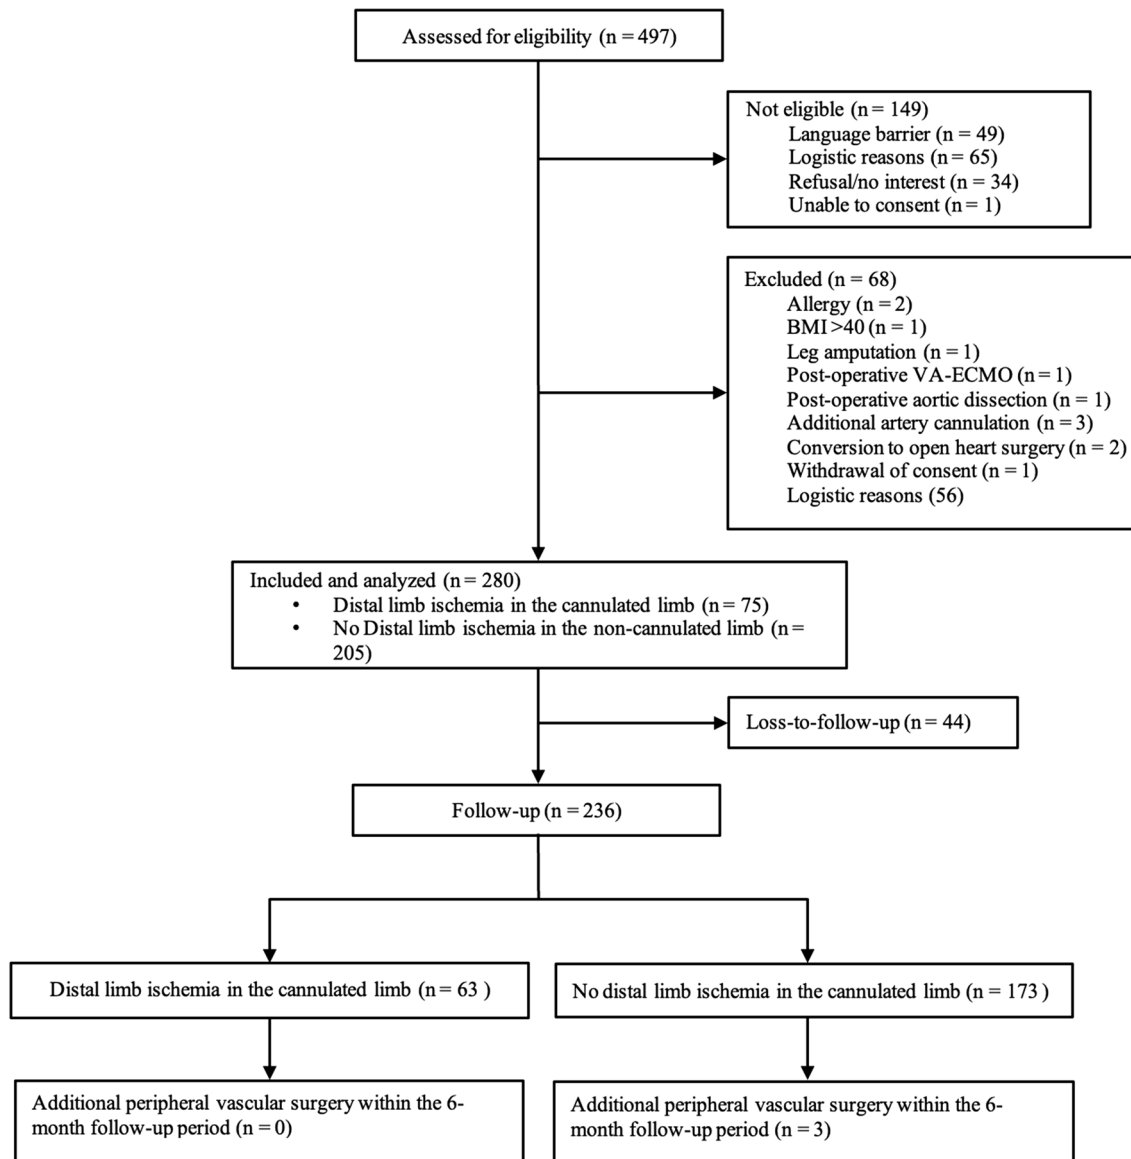 Assessed for eligibility (n = 497)
Not eligible (n = 149)
Language barrier (n = 49)
Logistic reasons (n = 65)
Refusal/no interest (n = 34)
Unable to consent (n = 1)
Excluded (n = 68)
Allergy (n = 2)
BMI >40 (n = 1)
Leg amputation (n = 1)
Post-operative VA-ECMO (n = 1)
Post-operative aortic dissection (n = 1)
Additional artery cannulation (n = 3)
Conversion to open heart surgery (n = 2)
Withdrawal of consent (n = 1)
Logistic reasons (56)
Included and analyzed (n = 280)
• Distal limb ischemia in the cannulated limb (n = 75)
• No Distal limb ischemia in the non-cannulated limb (n =
205)
Loss-to-follow-up (n = 44)
Follow-up (n = 236)
Distal limb ischemia in the cannulated limb (n = 63 )
No distal limb ischemia in the cannulated limb (n = 173 )
Additional peripheral vascular surgery within the 6-
month follow-up period (n = 0)
Additional peripheral vascular surgery within the 6-
month follow-up period (n = 3)